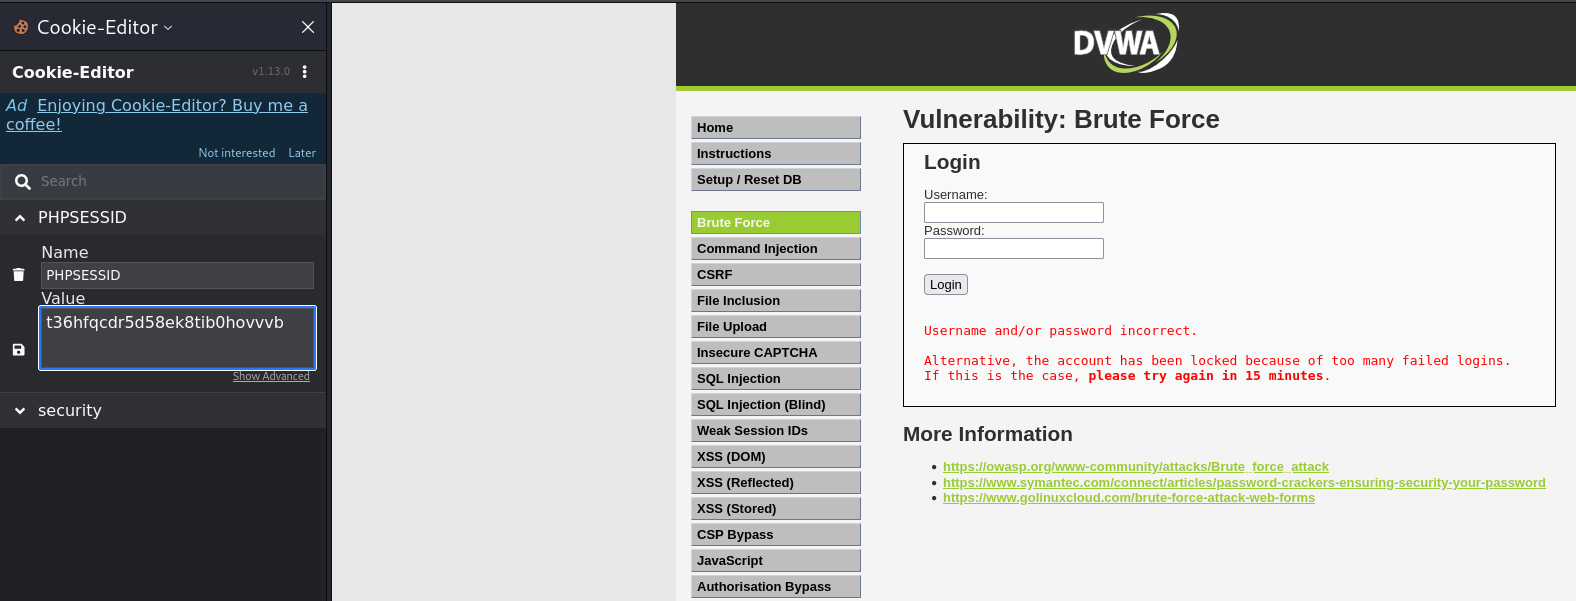 Cookie-Editor
Cookie-Editor v1.13.0
Ad Enjoying Cookie-Editor? Buy me a
coffee!
Not interested Later
Search
PHPSESSID
Name
PHPSESSID
Value
t36hfqcdr5d58ek8tib0hovvvb
Show Advanced
security
DVWA
Home
Instructions
Setup / Reset DB
Brute Force
Command Injection
CSRF
File Inclusion
File Upload
Insecure CAPTCHA
SQL Injection
SQL Injection (Blind)
Weak Session IDs
XSS (DOM)
XSS (Reflected)
XSS (Stored)
CSP Bypass
JavaScript
Authorisation Bypass
Vulnerability: Brute Force
Login
Username:
Password:
Login
Username and/or password incorrect.
Alternative, the account has been locked because of too many failed logins.
If this is the case, please try again in 15 minutes.
More Information
https://owasp.org/www-community/attacks/Brute_force_attack
https://www.symantec.com/connect/articles/password-crackers-ensuring-security-your-password
https://www.golinuxcloud.com/brute-force-attack-web-forms